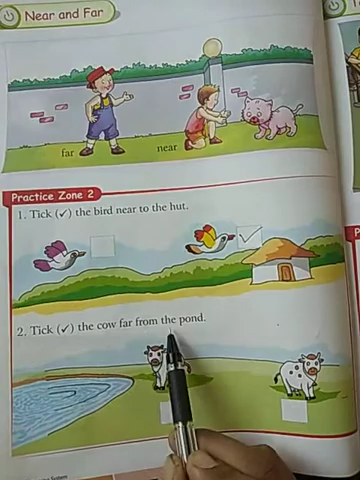 Near and Far
far
near
Practice Zone 2
1. Tick (✓) the bird near to the hut.
2. Tick (✓) the cow far from the pond.
System